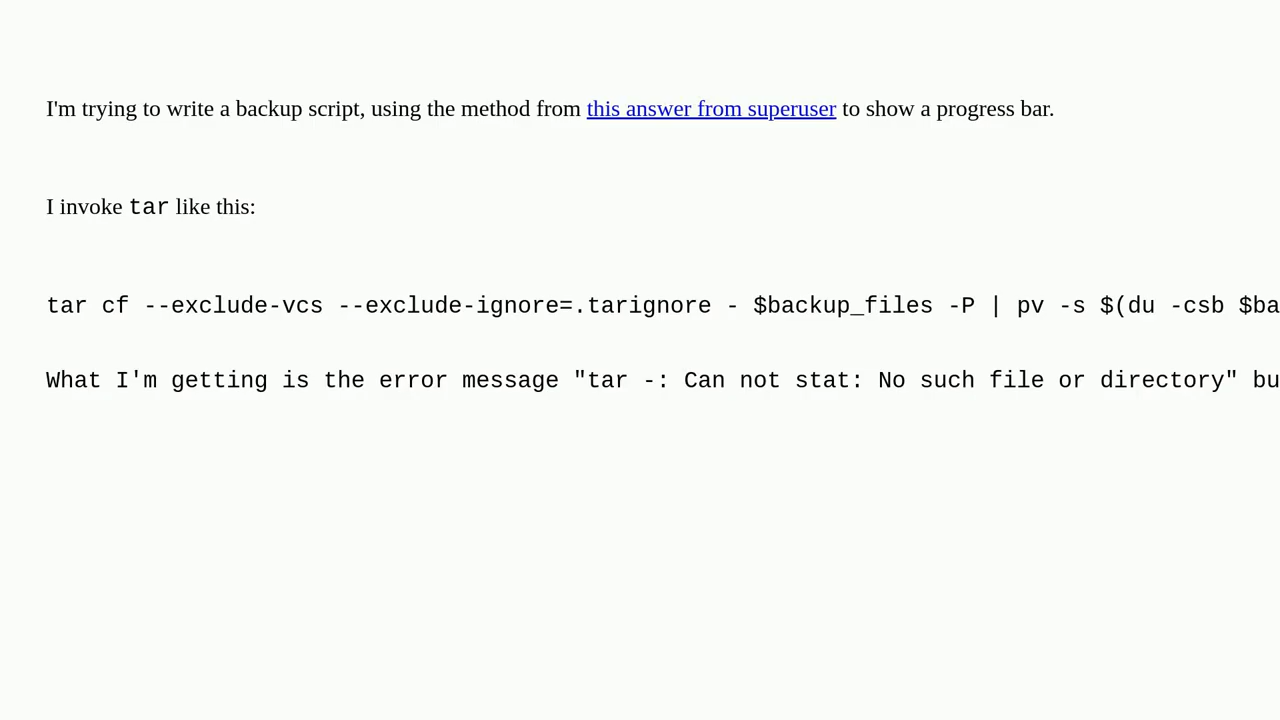 I'm trying to write a backup script, using the method from this answer from superuser to show a progress bar.
I invoke tar like this:
tar cf --exclude-vcs --exclude-ignore=.tarignore - $backup_files -P | pv -s $(du -csb $ba
What I'm getting is the error message "tar -: Can not stat: No such file or directory" bu